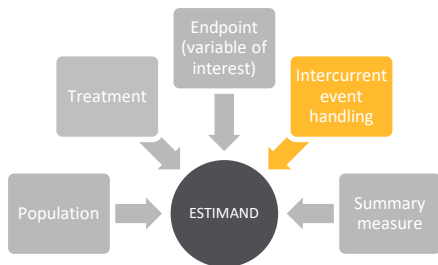 Endpoint
(variable of
interest)
Treatment
Intercurrent
event
handling
Population
ESTIMAND
Summary
measure